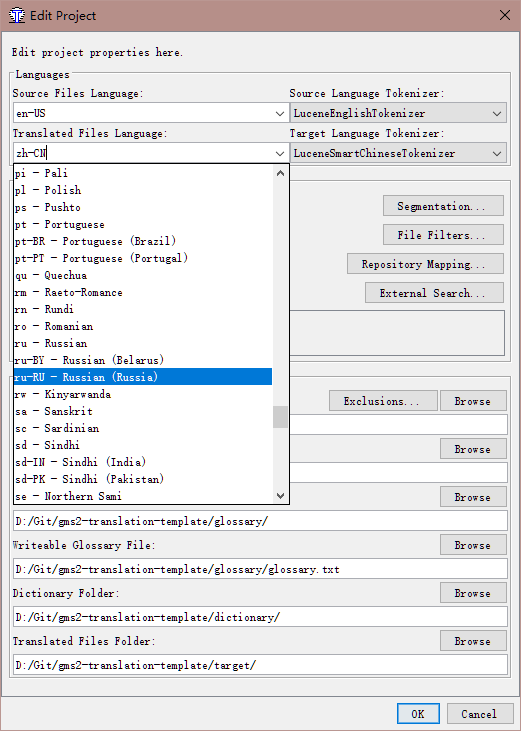 Edit Project
Edit project properties here.
Languages
Source Files Language:
Source Language Tokenizer:
en-US
LuceneEnglishTokenizer
Translated Files Language:
Target Language Tokenizer:
zh-CN
LuceneSmartChineseTokenizer
pi - Pali
pl - Polish
ps - Pushto
pt - Portuguese
pt-BR - Portuguese (Brazil)
pt-PT - Portuguese (Portugal)
qu - Quechua
rm - Raeto-Romance
rn - Rundi
ro - Romanian
ru - Russian
ru-BY - Russian (Belarus)
ru-RU - Russian (Russia)
rw - Kinyarwanda
sa - Sanskrit
sc - Sardinian
sd - Sindhi
sd-IN - Sindhi (India)
sd-PK - Sindhi (Pakistan)
se - Northern Sami
Segmentation...
File Filters...
Repository Mapping...
External Search...
Exclusions...
Browse
Browse
Browse
D:/Git/gms2-translation-template/glossary/
Writeable Glossary File:
Browse
D:/Git/gms2-translation-template/glossary/glossary.txt
Dictionary Folder:
Browse
D:/Git/gms2-translation-template/dictionary/
Translated Files Folder:
Browse
D:/Git/gms2-translation-template/target/
OK
Cancel